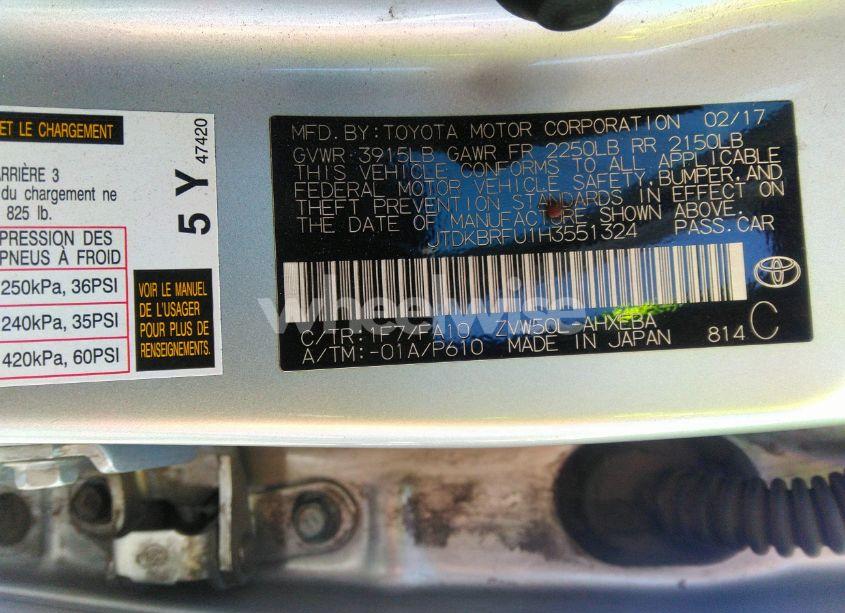 ET LE CHARGEMENT
ARRIÈRE 3
du chargement ne
825 lb.
5 Y 47420
PRESSION DES
PNEUS À FROID
250kPa, 36PSI
240kPa, 35PSI
420kPa, 60PSI
VOIR LE MANUEL
DE L'USAGER
POUR PLUS DE
RENSEIGNEMENTS.
MFD. BY: TOYOTA MOTOR CORPORATION 02/17
GVWR 3915LB GAWR FR 2250LB RR 2150LB
THIS VEHICLE CONFORMS TO ALL APPLICABLE
FEDERAL MOTOR VEHICLE SAFETY, BUMPER, AND
THEFT PREVENTION STANDARDS IN EFFECT ON
THE DATE OF MANUFACTURE SHOWN ABOVE.
JTDKBRFU1H3551324 PASS. CAR
wheelwise
C/TR: ZVW50L-AHXEBA
A/TM: -01A/P610 MADE IN JAPAN 814 C